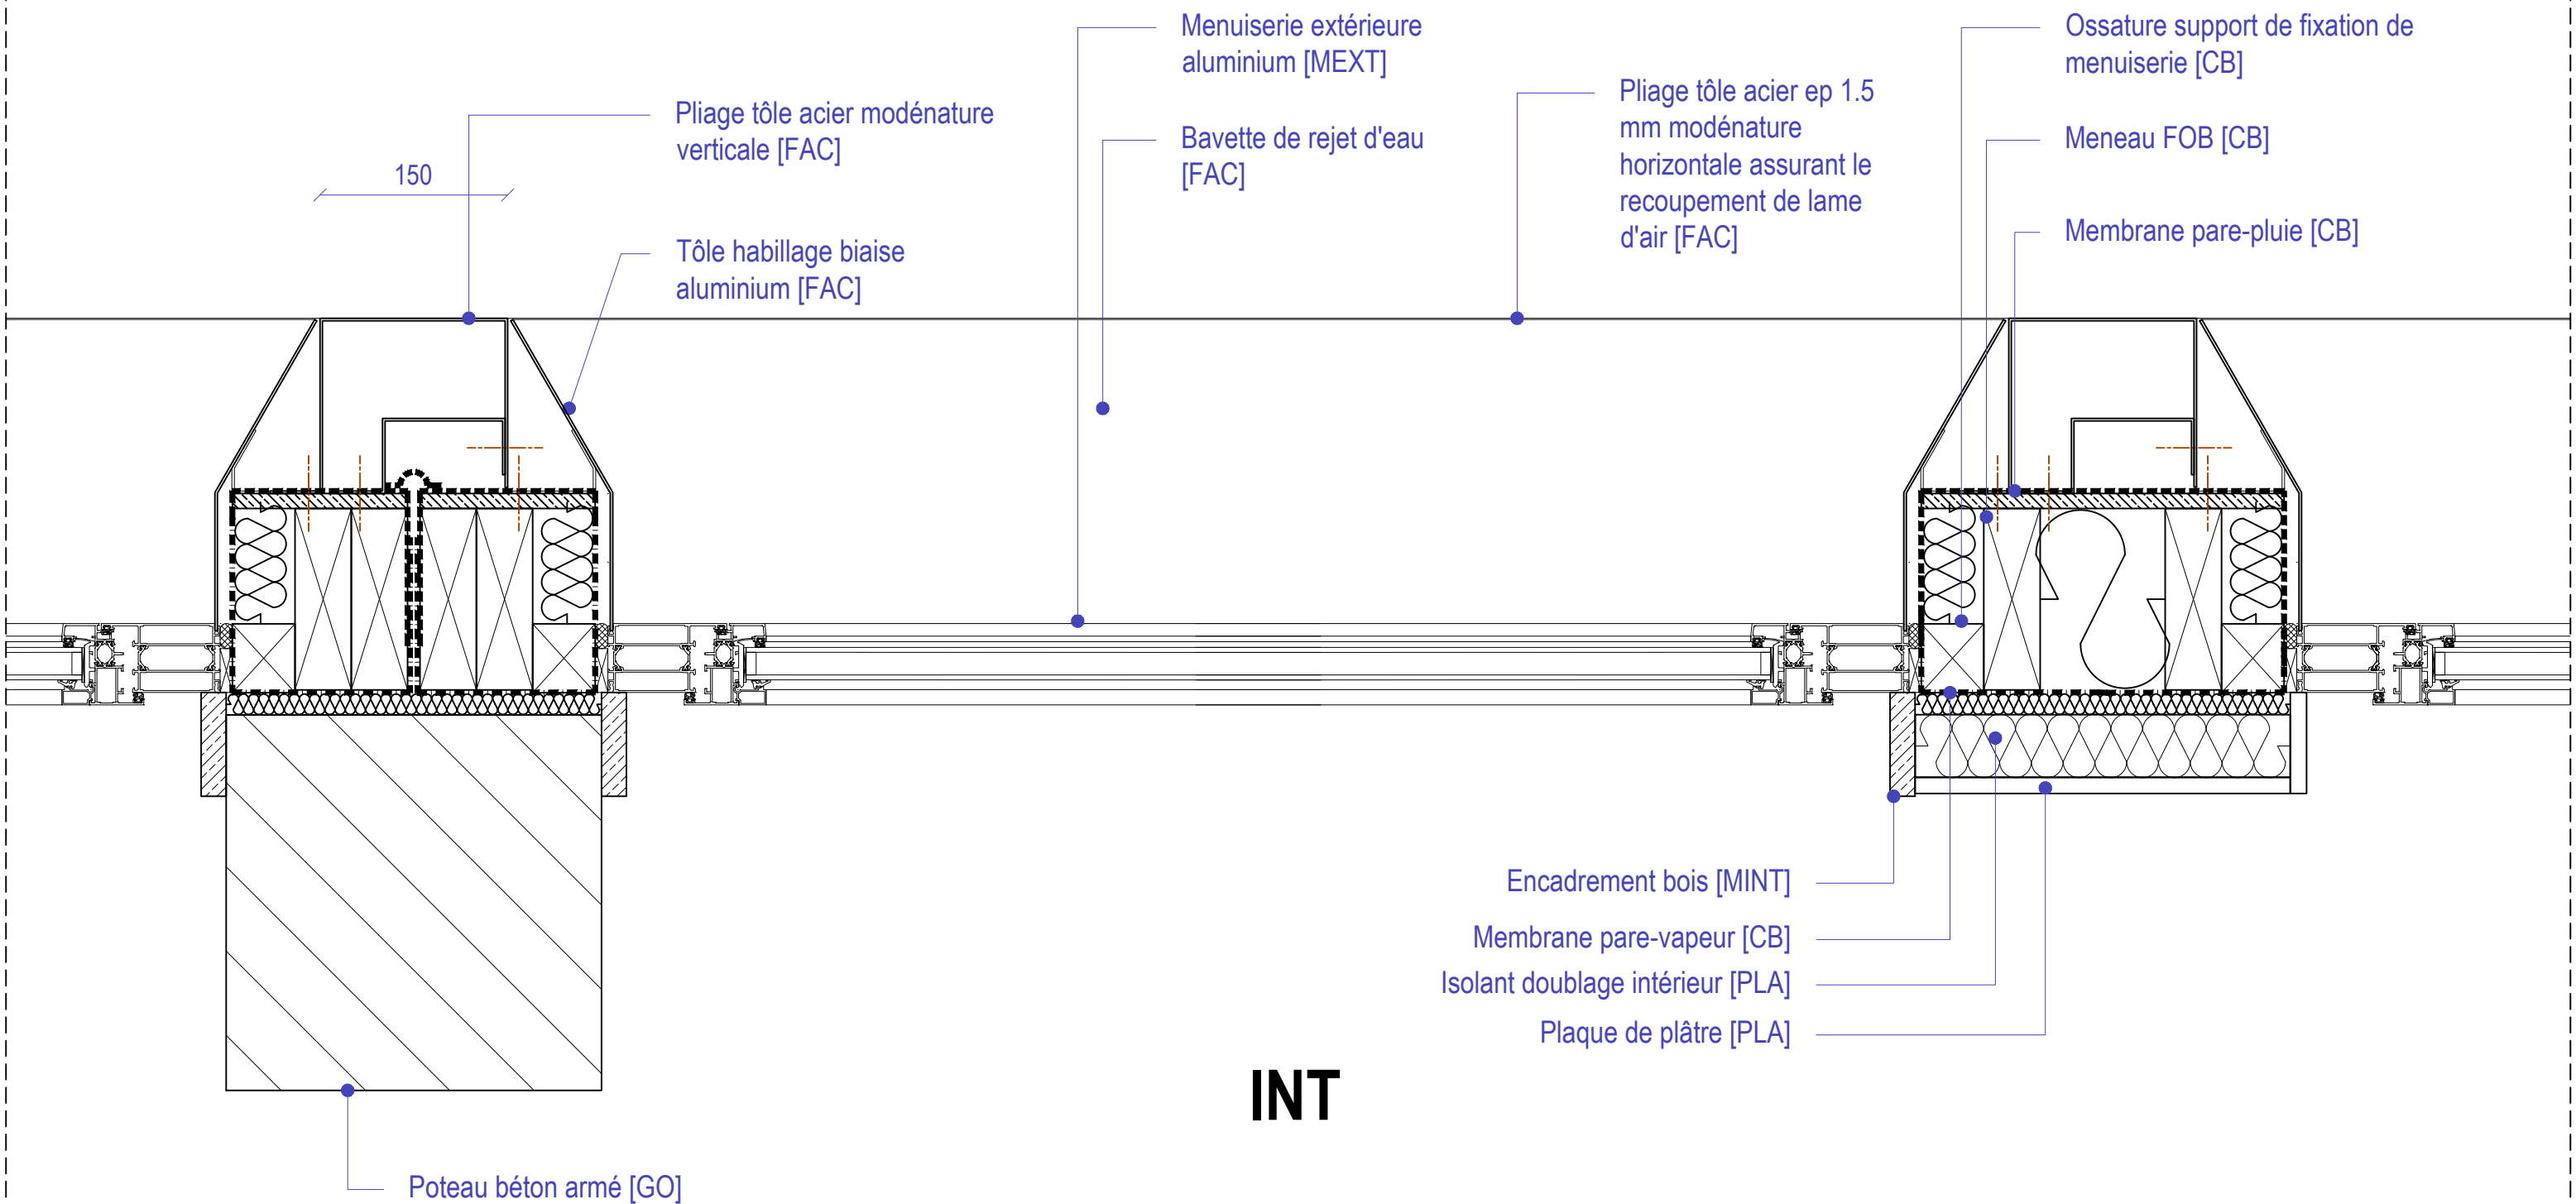 Menuiserie extérieure
aluminium [MEXT]
Ossature support de fixation de
menuiserie [CB]
Pliage tôle acier modénature
verticale [FAC]
Pliage tôle acier ep 1.5
mm modénature
horizontale assurant le
recoupement de lame
d'air [FAC]
Bavette de rejet d'eau
[FAC]
Meneau FOB [CB]
150
Tôle habillage biaise
aluminium [FAC]
Membrane pare-pluie [CB]
Encadrement bois [MINT]
Membrane pare-vapeur [CB]
Isolant doublage intérieur [PLA]
Plaque de plâtre [PLA]
INT
Poteau béton armé [GO]